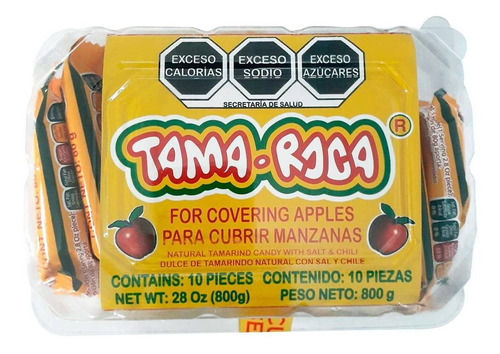 EXCESO CALORÍAS
EXCESO SODIO
EXCESO AZÚCARES
SECRETARÍA DE SALUD
TAMA·ROCA ®
FOR COVERING APPLES
PARA CUBRIR MANZANAS
NATURAL TAMARIND CANDY WITH SALT & CHILI
DULCE DE TAMARINDO NATURAL CON SAL Y CHILE
CONTAINS: 10 PIECES CONTENIDO: 10 PIEZAS
NET WT: 28 Oz (800g) PESO NETO: 800 g